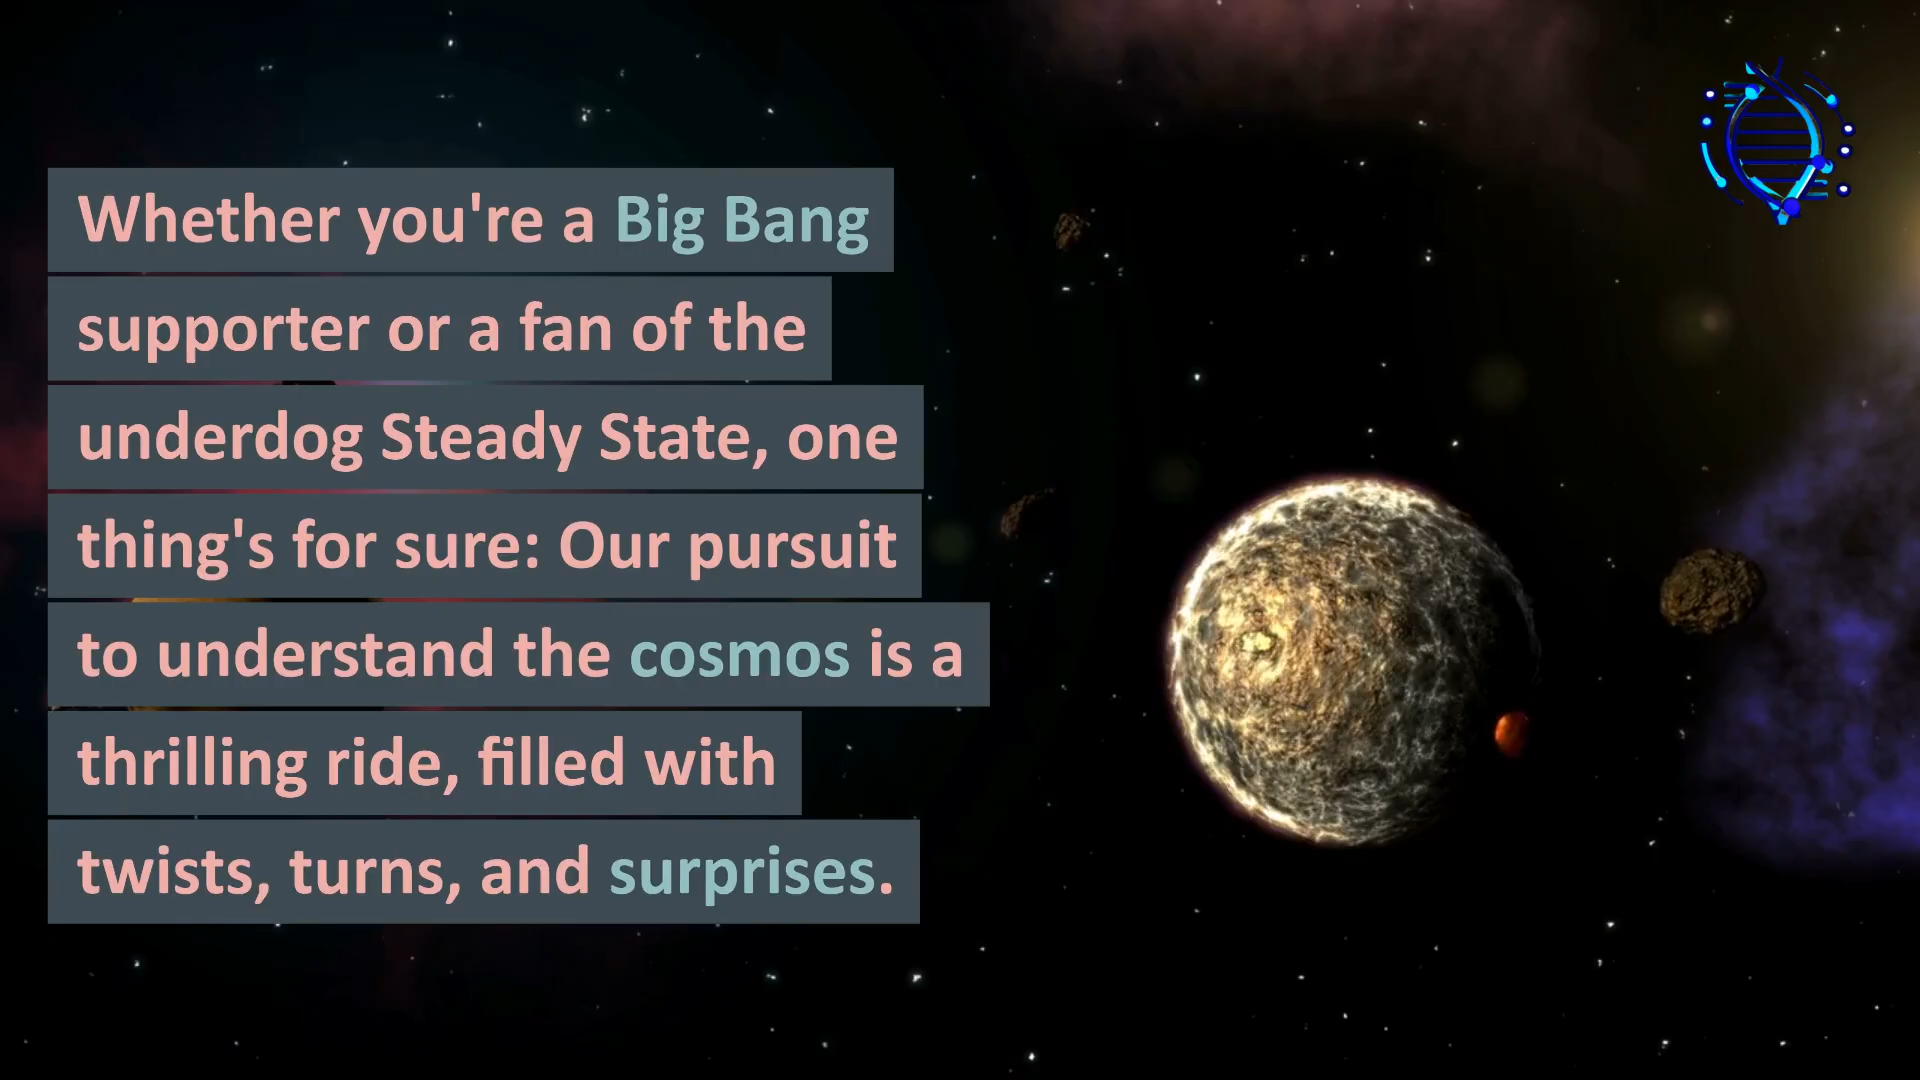 Whether you're a Big Bang
supporter or a fan of the
underdog Steady State, one
thing's for sure: Our pursuit
to understand the cosmos is a
thrilling ride, filled with
twists, turns, and surprises.